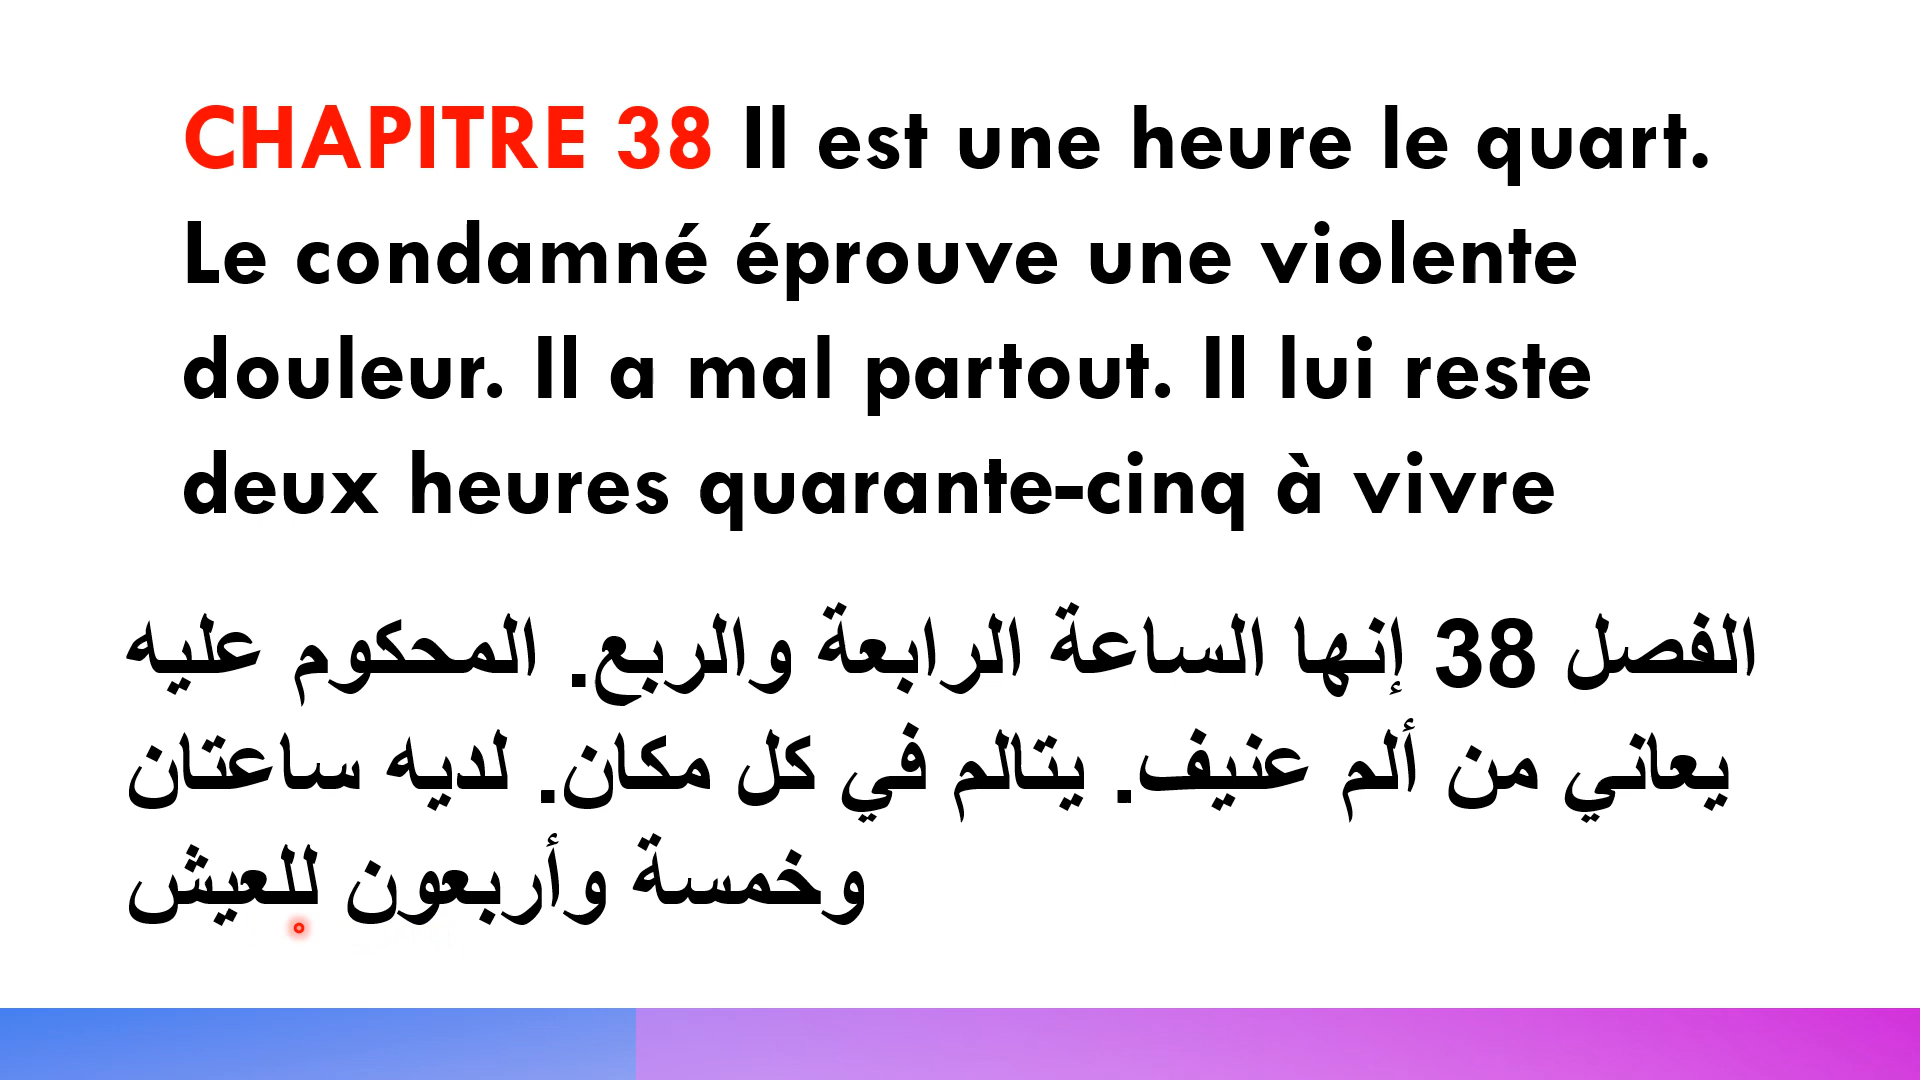 CHAPITRE 38 Il est une heure le quart.
Le condamné éprouve une violente
douleur. Il a mal partout. Il lui reste
deux heures quarante-cinq à vivre
الفصل 38 إنها الساعة الرابعة والربع. المحكوم عليه
يعاني من ألم عنيف. يتالم في كل مكان. لديه ساعتان
وخمسة وأربعون للعيش